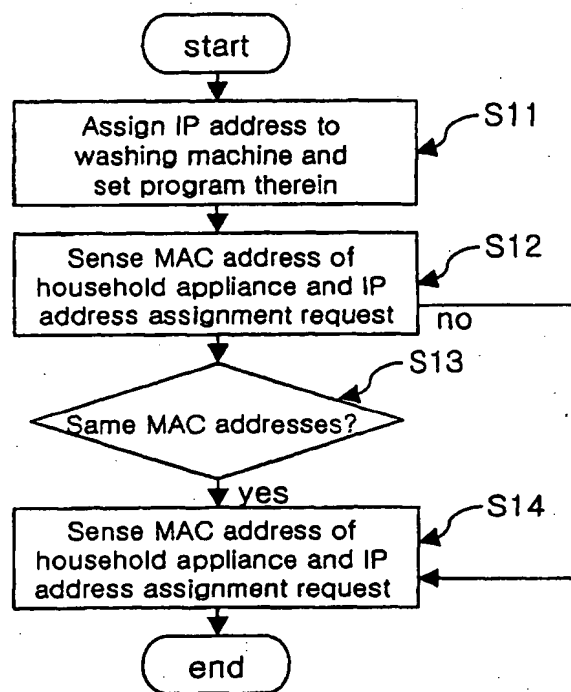 start
Assign IP address to
washing machine and
set program therein
S11
Sense MAC address of
household appliance and IP
address assignment request
S12
no
Same MAC addresses?
S13
yes
Sense MAC address of
household appliance and IP
address assignment request
S14
end